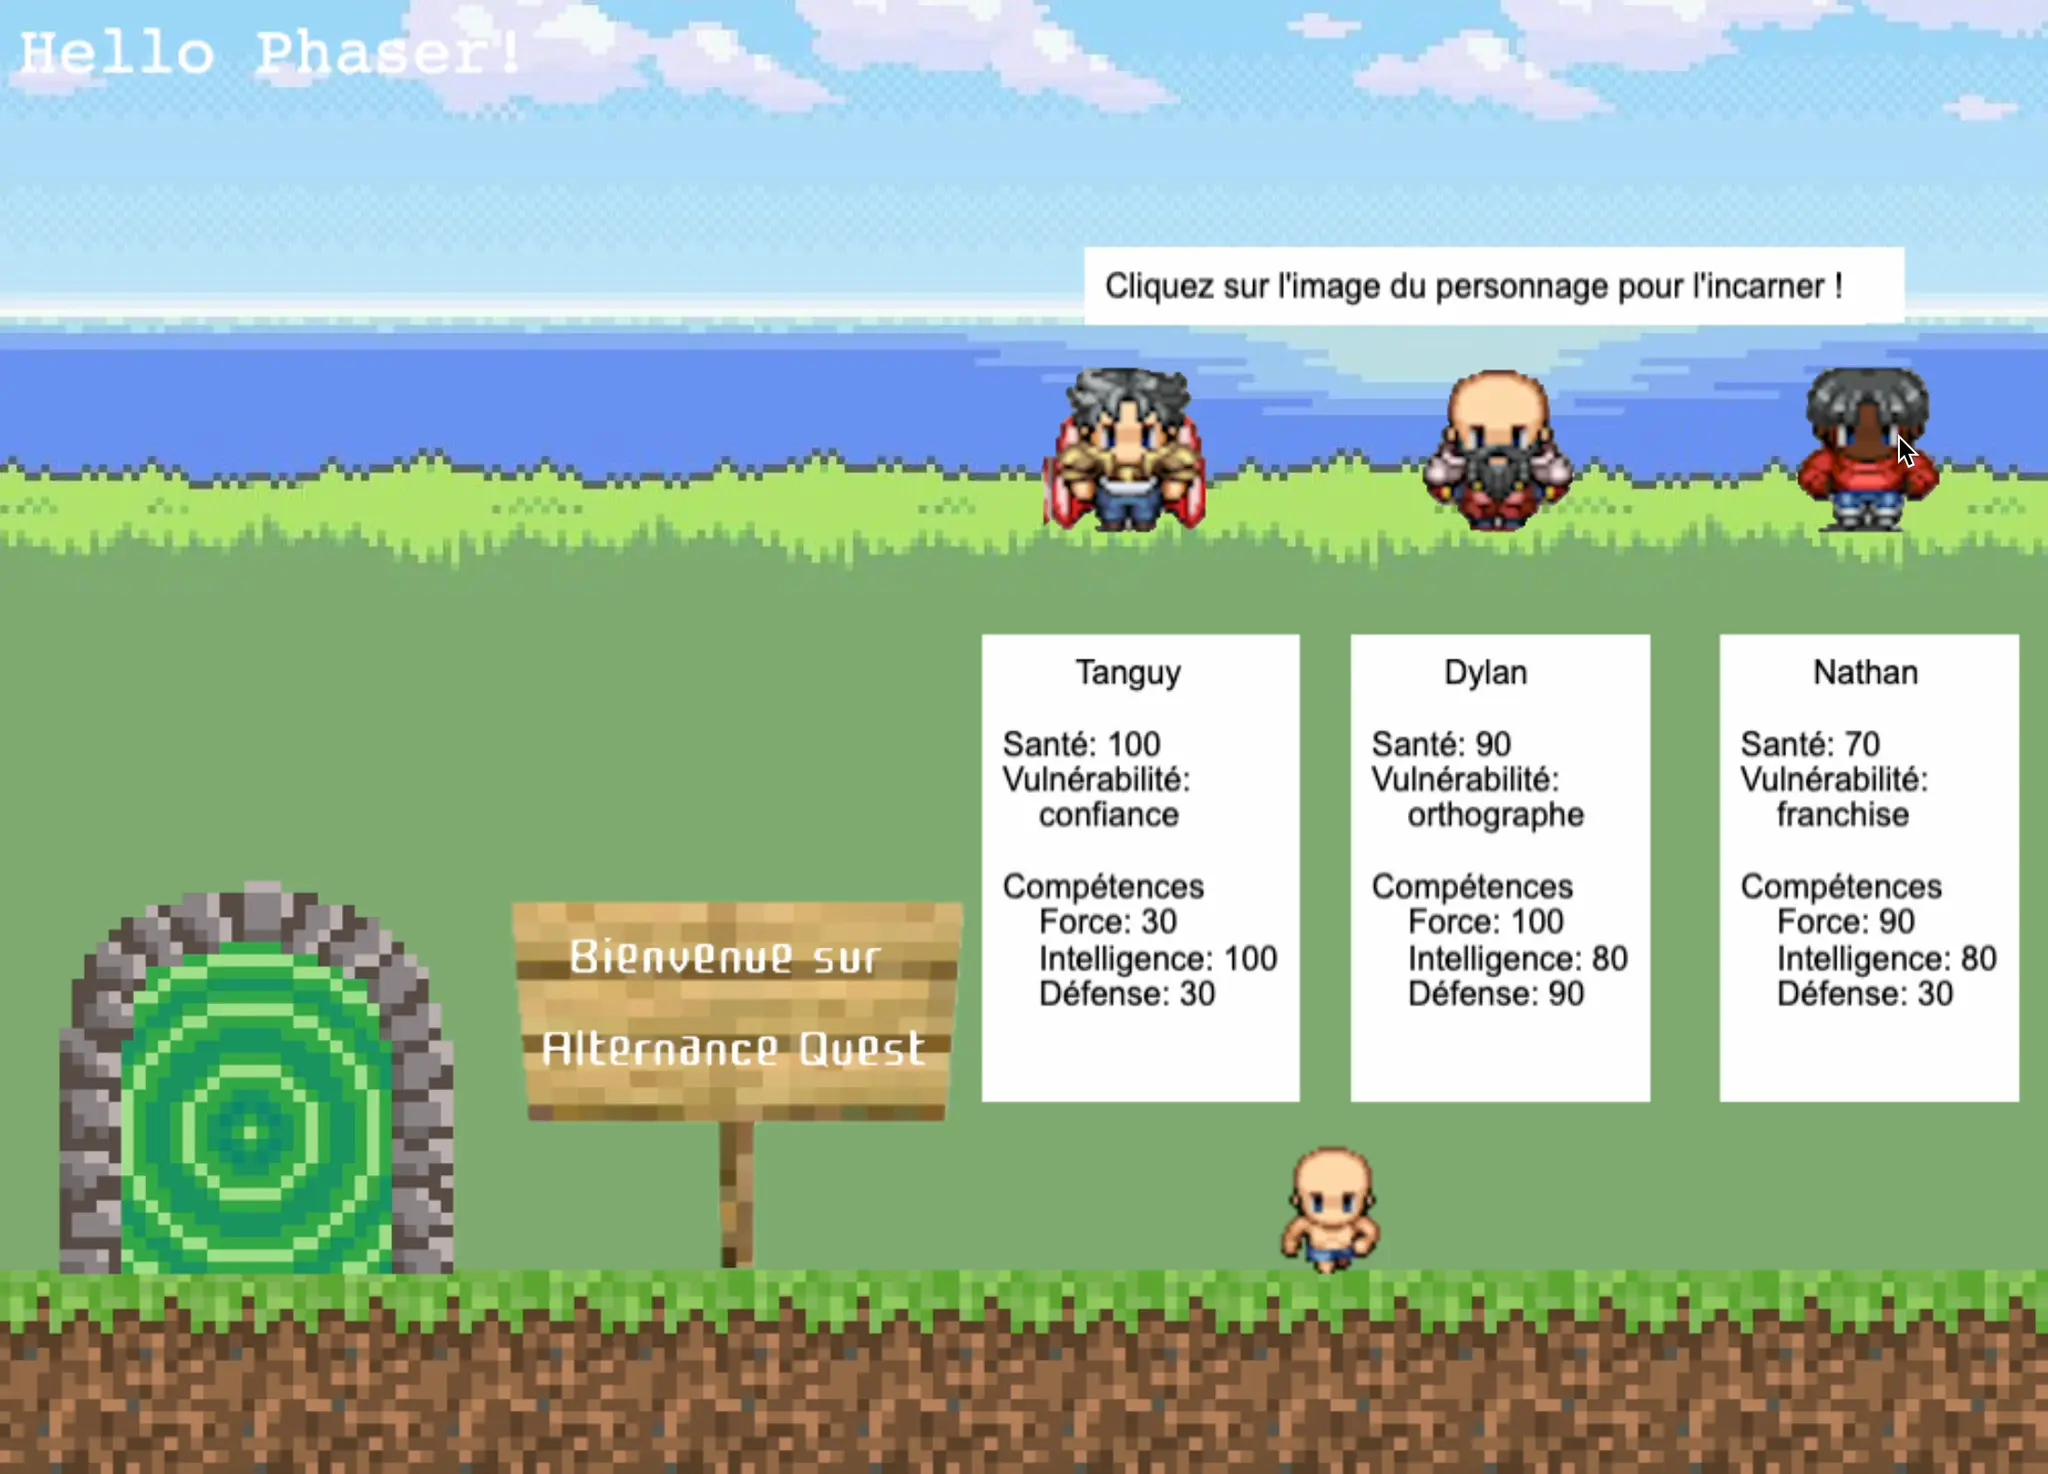 Hello Phaser!
Cliquez sur l'image du personnage pour l'incarner !
Tanguy
Santé: 100
Vulnérabilité:
confiance
Compétences
Force: 30
Intelligence: 100
Défense: 30
Dylan
Santé: 90
Vulnérabilité:
orthographe
Compétences
Force: 100
Intelligence: 80
Défense: 90
Nathan
Santé: 70
Vulnérabilité:
franchise
Compétences
Force: 90
Intelligence: 80
Défense: 30
Bienvenue sur
Alternance Quest